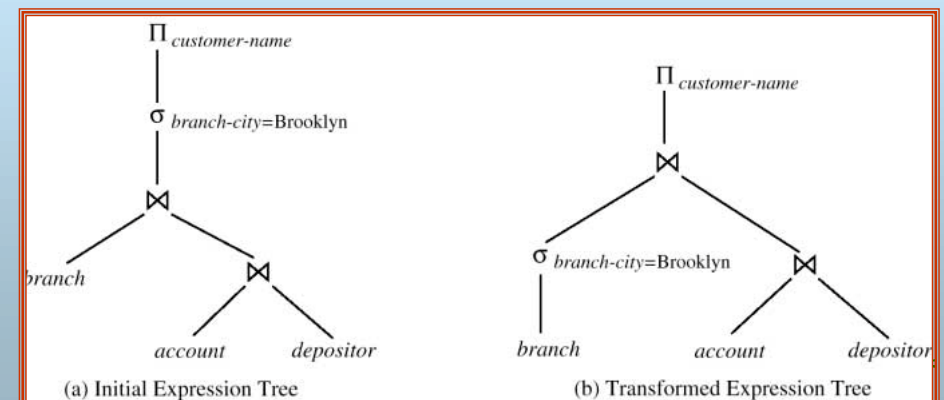 Π customer-name
σ branch-city=Brooklyn
⋈
branch
⋈
account depositor
(a) Initial Expression Tree
Π customer-name
⋈
σ branch-city=Brooklyn
⋈
branch account depositor
(b) Transformed Expression Tree